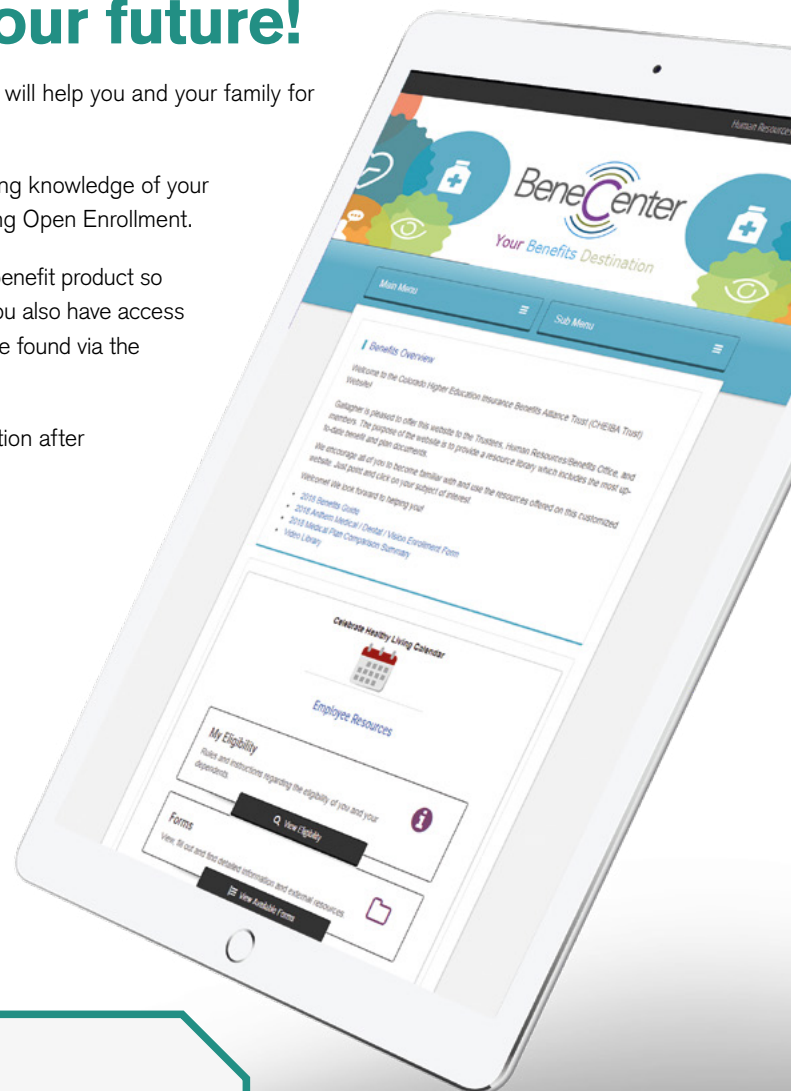 our future!
will help you and your family for
ng knowledge of your
ng Open Enrollment.
enefit product so
ou also have access
e found via the
tion after
Human Resources
BeneCenter
Your Benefits Destination
Main Menu
Sub Menu
Benefits Overview
Welcome to the Colorado Higher Education Insurance Benefits Alliance Trust (CHEIBA Trust)
Website!
Gallagher is pleased to offer this website to the Trustees, Human Resources/Benefits Office, and
members. The purpose of the website is to provide a resource library which includes the most up-
to-date benefit and plan documents.
We encourage all of you to become familiar with and use the resources offered on this customized
website. Just point and click on your subject of interest.
Welcome! We look forward to helping you!
• 2018 Benefits Guide
• 2018 Anthem Medical / Dental / Vision Enrollment Form
• 2018 Medical Plan Comparison Summary
• Video Library
Celebrate Healthy Living Calendar
Employee Resources
My Eligibility
Rules and instructions regarding the eligibility of you and your
dependents.
View Eligibility
Forms
View, fill out and find detailed information and external resources.
View Available Forms